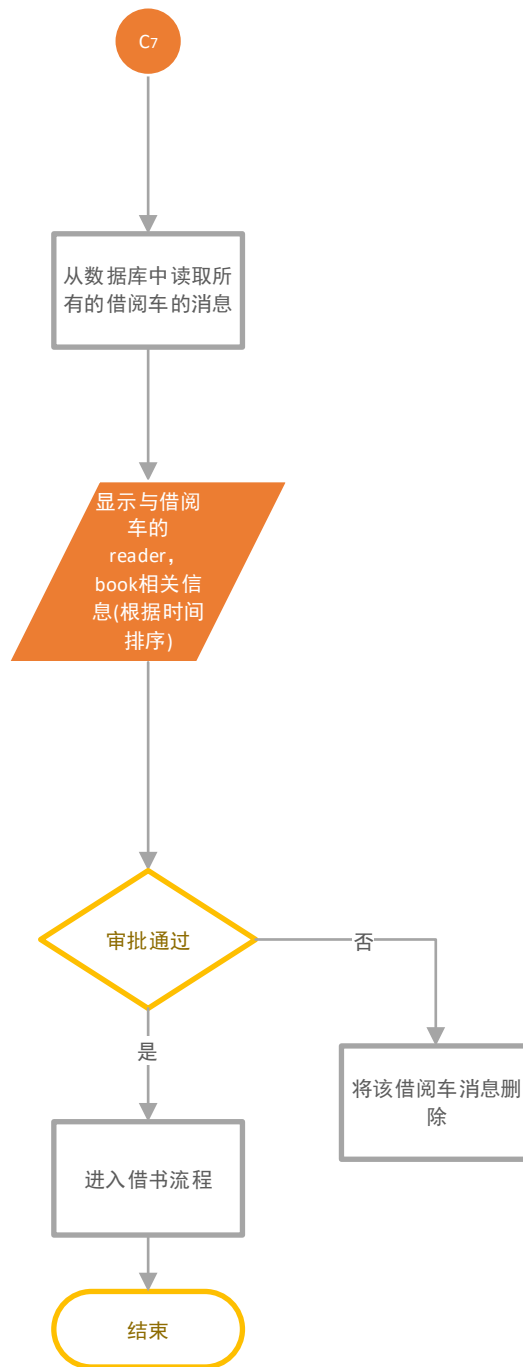 C7
从数据库中读取所
有的借阅车的消息
显示与借阅
车的
reader，
book相关信
息(根据时间
排序)
审批通过
否
是
将该借阅车消息删
除
进入借书流程
结束